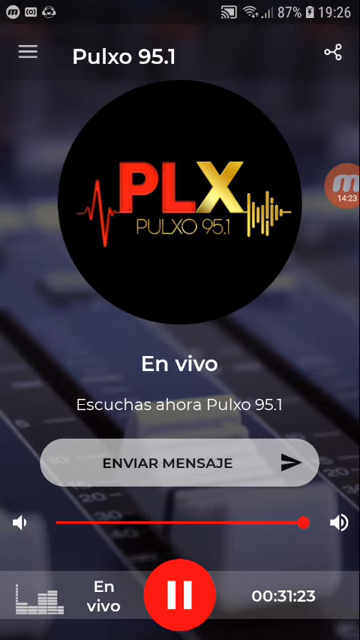 87% 19:26
Pulxo 95.1
PLX
PULXO 95.1
14:23
En vivo
Escuchas ahora Pulxo 95.1
ENVIAR MENSAJE
En
vivo
00:31:23